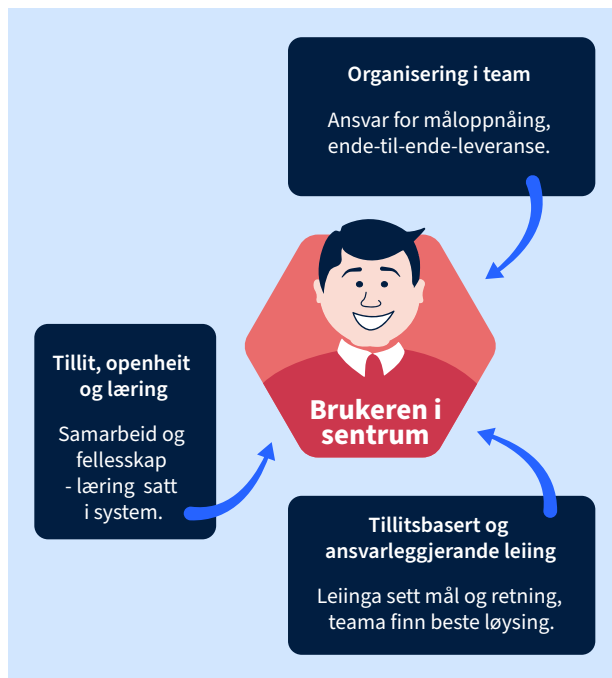 Organisering i team
Ansvar for måloppnåing,
ende-til-ende-leveranse.
Brukeren i
sentrum
Tillit, openheit
og læring
Samarbeid og
fellesskap
- læring satt
i system.
Tillitsbasert og
ansvarleggjerande leiing
Leiinga sett mål og retning,
teama finn beste løysing.